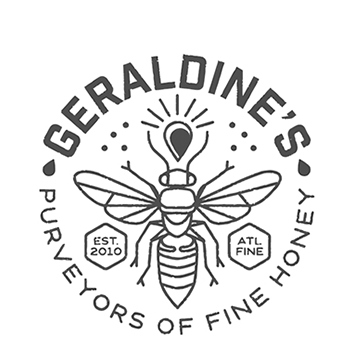 GERALDINE'S
EST.
2010
ATL
FINE
PURVEYORS OF FINE HONEY